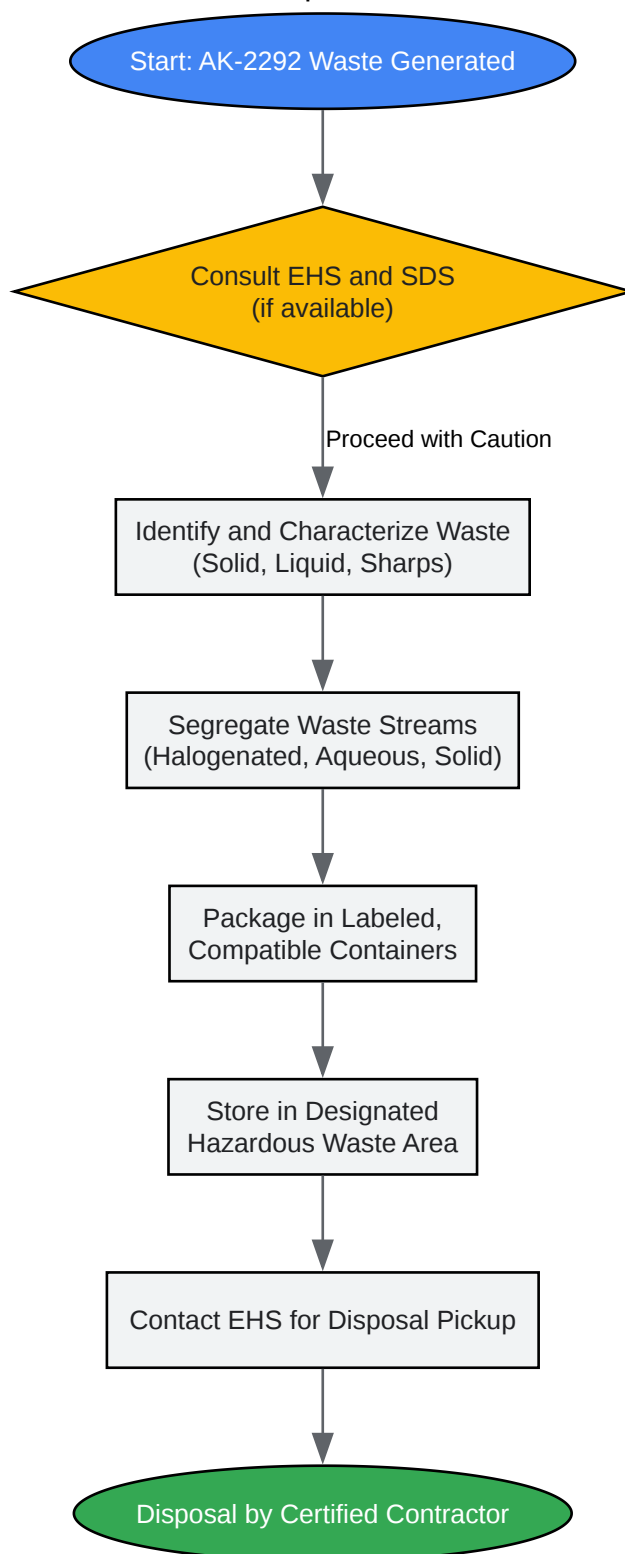 Start: AK-2292 Waste Generated
Consult EHS and SDS
(if available)
Proceed with Caution
Identify and Characterize Waste
(Solid, Liquid, Sharps)
Segregate Waste Streams
(Halogenated, Aqueous, Solid)
Package in Labeled,
Compatible Containers
Store in Designated
Hazardous Waste Area
Contact EHS for Disposal Pickup
Disposal by Certified Contractor